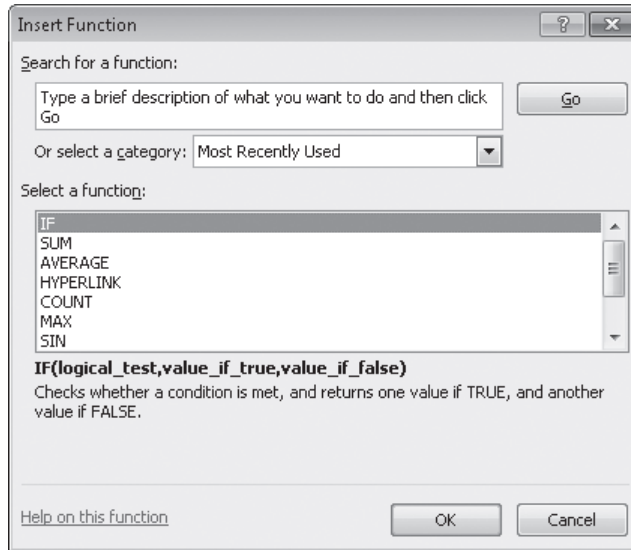 Insert Function
Search for a function:
Type a brief description of what you want to do and then click
Go
Go
Or select a category: Most Recently Used
Select a function:
IF
SUM
AVERAGE
HYPERLINK
COUNT
MAX
SIN
IF(logical_test,value_if_true,value_if_false)
Checks whether a condition is met, and returns one value if TRUE, and another
value if FALSE.
Help on this function
OK
Cancel